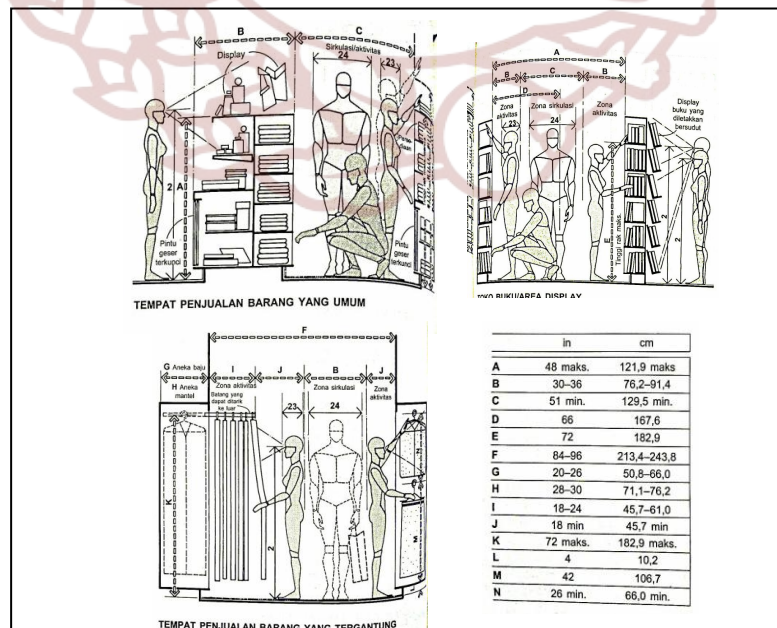 B
C
Display
Sirkulasi/aktivitas
24
23
2
A
Pintu
geser
terkunci
Pintu
geser
terkunci
TEMPAT PENJUALAN BARANG YANG UMUM
A
B
C
B
D
Zona
aktivitas
Zona sirkulasi
Zona
aktivitas
23
24
Display
buku yang
diletakkan
bersudut
E
Tinggi rak maks.
2
2
TOKO BUKU/AREA DISPLAY
F
G Aneka baju
H Aneka
mantel
I
J
B
J
Zona aktivitas
Zona sirkulasi
Zona
aktivitas
Batang yang
dapat ditarik
ke luar
23
24
K
2
N
M
TEMPAT PENJUALAN BARANG YANG TERGANTUNG
in cm
A 48 maks. 121,9 maks
B 30–36 76,2–91,4
C 51 min. 129,5 min.
D 66 167,6
E 72 182,9
F 84–96 213,4–243,8
G 20–26 50,8–66,0
H 28–30 71,1–76,2
I 18–24 45,7–61,0
J 18 min 45,7 min
K 72 maks. 182,9 maks.
L 4 10,2
M 42 106,7
N 26 min. 66,0 min.